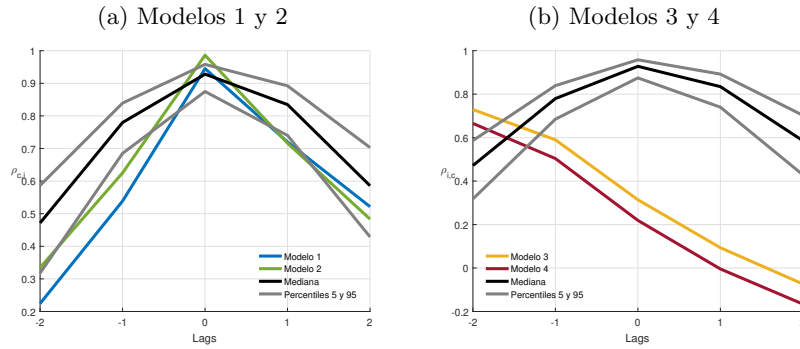 (a) Modelos 1 y 2
1
0.9
0.8
0.7
0.6
0.5
0.4
0.3
0.2
ρc,i
-2 -1 0 1 2
Lags
Modelo 1
Modelo 2
Mediana
Percentiles 5 y 95
(b) Modelos 3 y 4
1
0.8
0.6
0.4
0.2
0
-0.2
ρi,c
-2 -1 0 1 2
Lags
Modelo 3
Modelo 4
Mediana
Percentiles 5 y 95